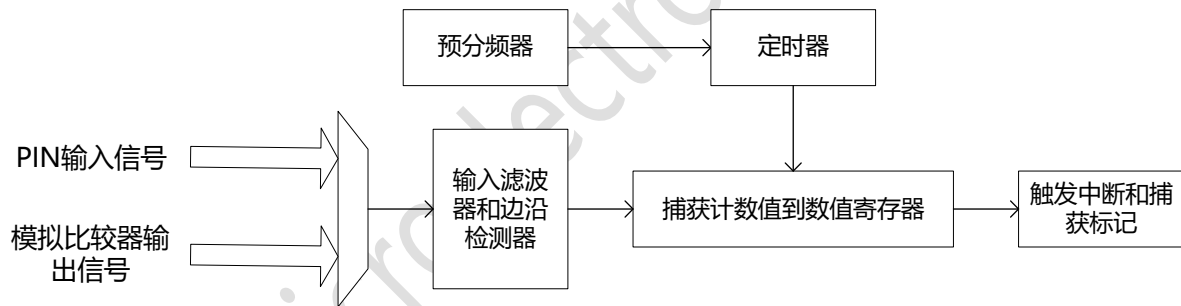 预分频器
定时器
PIN输入信号
模拟比较器输
出信号
输入滤波
器和边沿
检测器
捕获计数值到数值寄存器
触发中断和捕
获标记